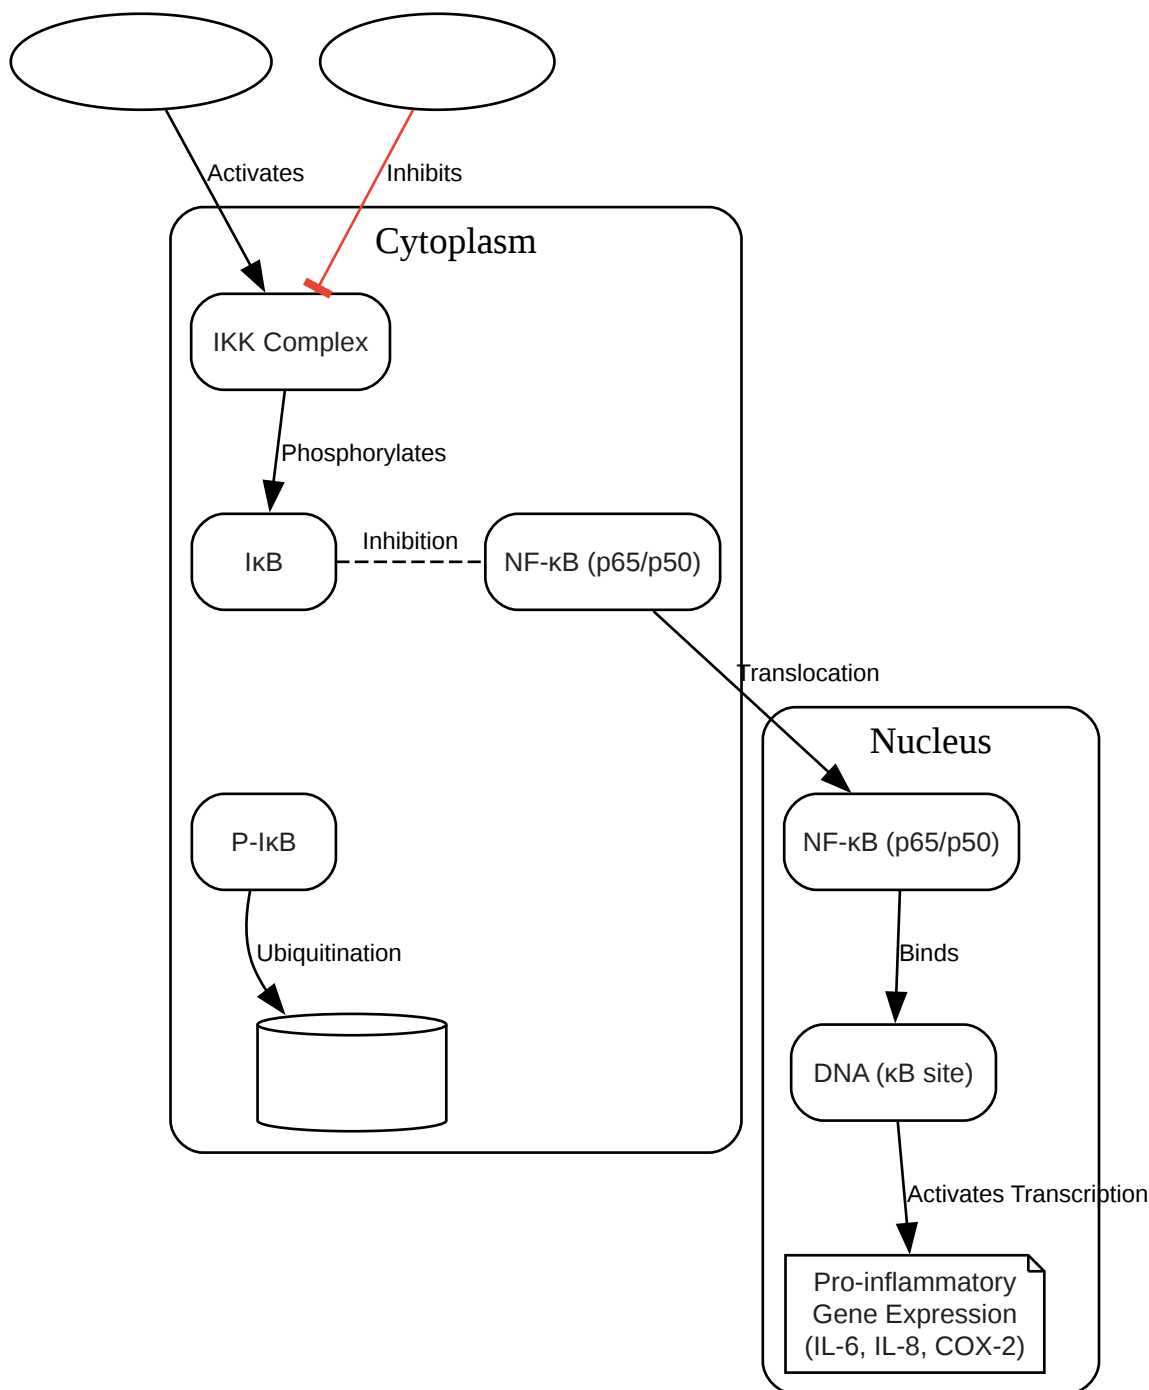 Activates
Inhibits
Cytoplasm
IKK Complex
Phosphorylates
Inhibition
IκB
NF-κB (p65/p50)
Translocation
Nucleus
P-IκB
NF-κB (p65/p50)
Ubiquitination
Binds
DNA (κB site)
Activates Transcription
Pro-inflammatory
Gene Expression
(IL-6, IL-8, COX-2)